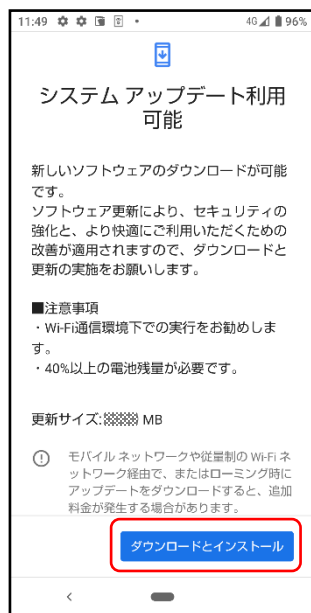 11:49 4G 96%
システム アップデート利用
可能
新しいソフトウェアのダウンロードが可能
です。
ソフトウェア更新により、セキュリティの
強化と、より快適にご利用いただくための
改善が適用されますので、ダウンロードと
更新の実施をお願いします。
■注意事項
・Wi-Fi通信環境下での実行をお勧めしま
す。
・40%以上の電池残量が必要です。
更新サイズ: MB
モバイル ネットワークや従量制の Wi-Fi ネ
ットワーク経由で、またはローミング時に
アップデートをダウンロードすると、追加
料金が発生する場合があります。
ダウンロードとインストール